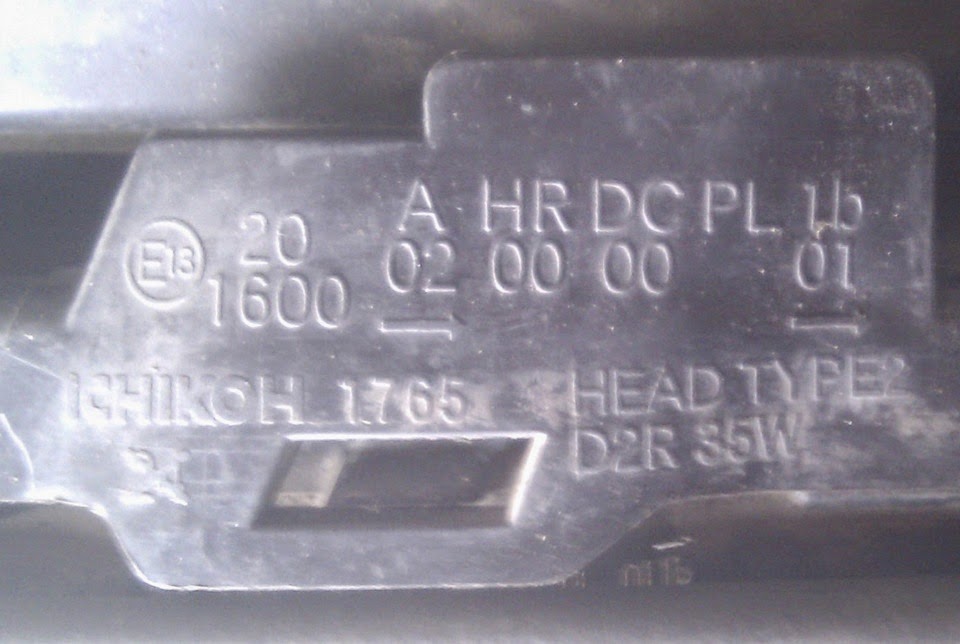 A HR DC PL 1b
E13 20 02 00 00 01
1600
ICHIKOH 1765 HEAD TYPE2
D2R 35W